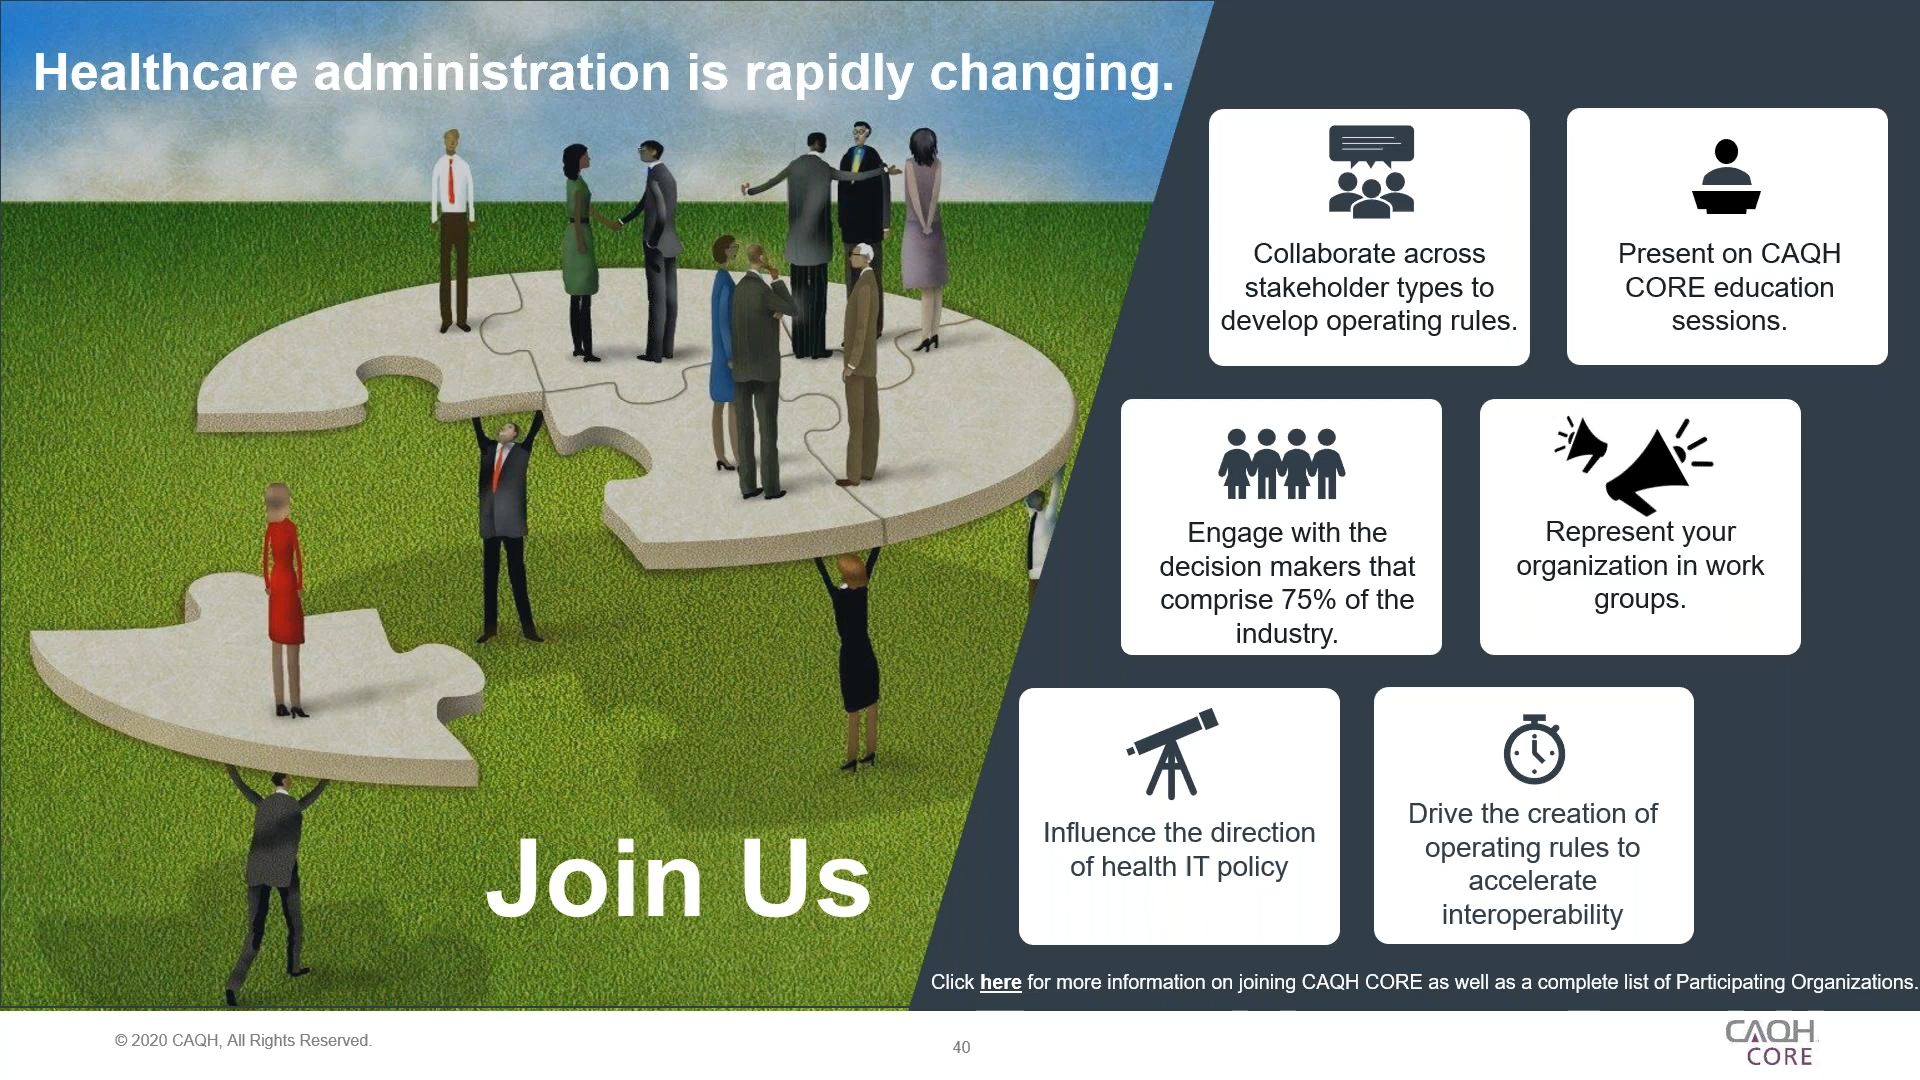 Healthcare administration is rapidly changing.
Collaborate across
stakeholder types to
develop operating rules.
Present on CAQH
CORE education
sessions.
Engage with the
decision makers that
comprise 75% of the
industry.
Represent your
organization in work
groups.
Influence the direction
of health IT policy
Drive the creation of
operating rules to
accelerate
interoperability
Join Us
Click here for more information on joining CAQH CORE as well as a complete list of Participating Organizations.
© 2020 CAQH, All Rights Reserved.
40
CAQH
CORE